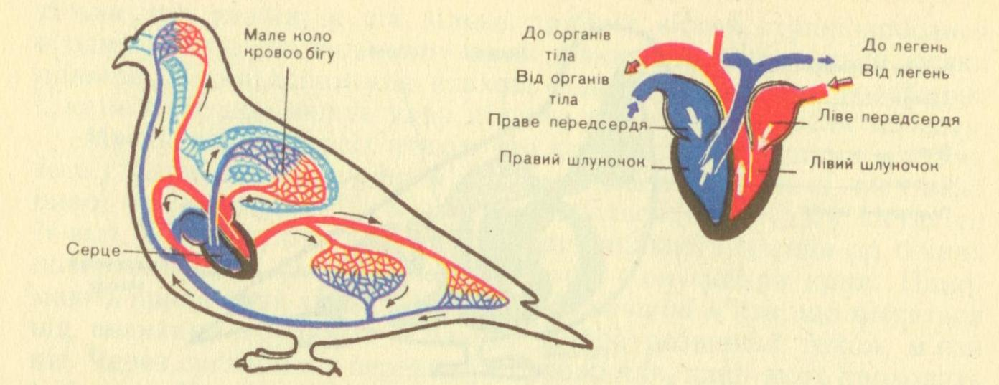 Мале коло
кровообігу
Серце
До органів
тіла
Від органів
тіла
Праве передсердя
Правий шлуночок
До легень
Від легень
Ліве передсердя
Лівий шлуночок